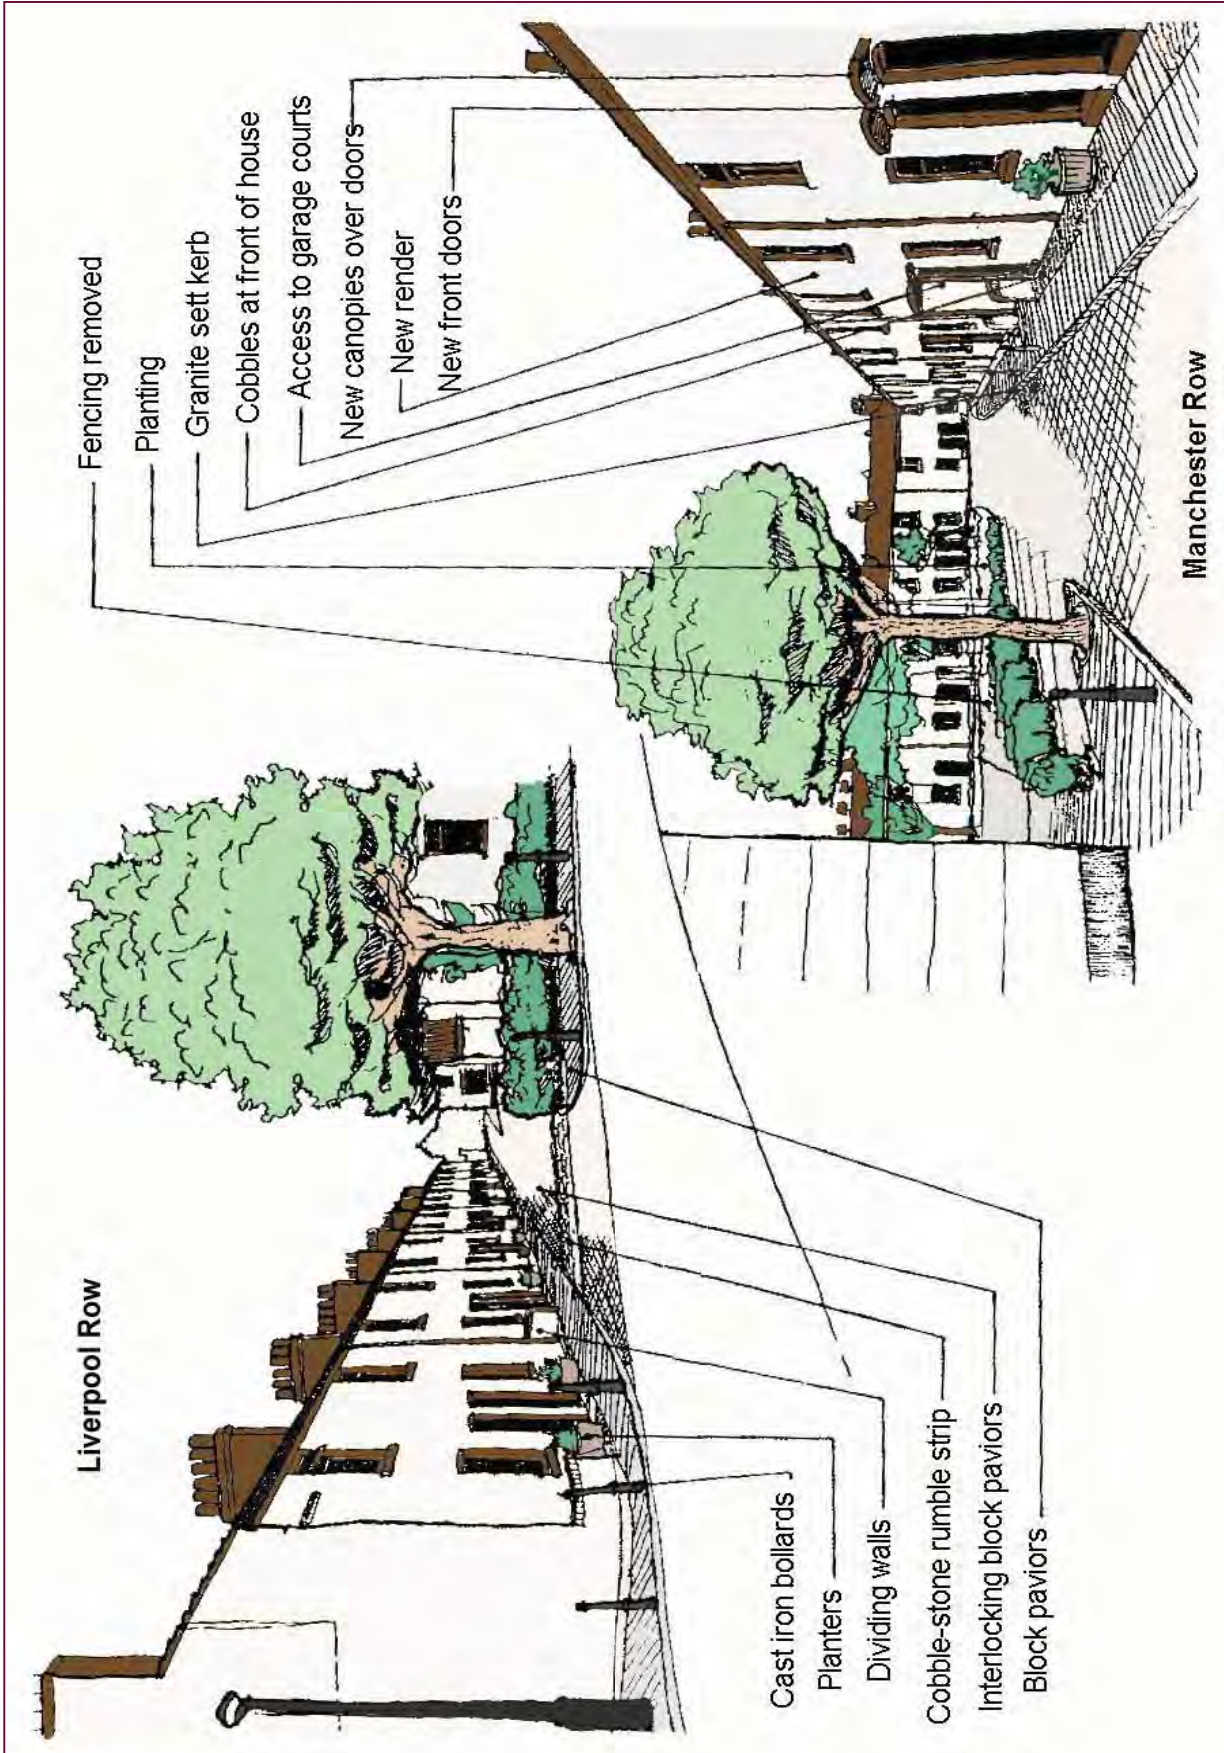 Liverpool Row
Fencing removed
Planting
Granite sett kerb
Cobbles at front of house
Access to garage courts
New canopies over doors
New render
New front doors
Cast iron bollards
Planters
Dividing walls
Cobble-stone rumble strip
Interlocking block paviors
Block paviors
Manchester Row